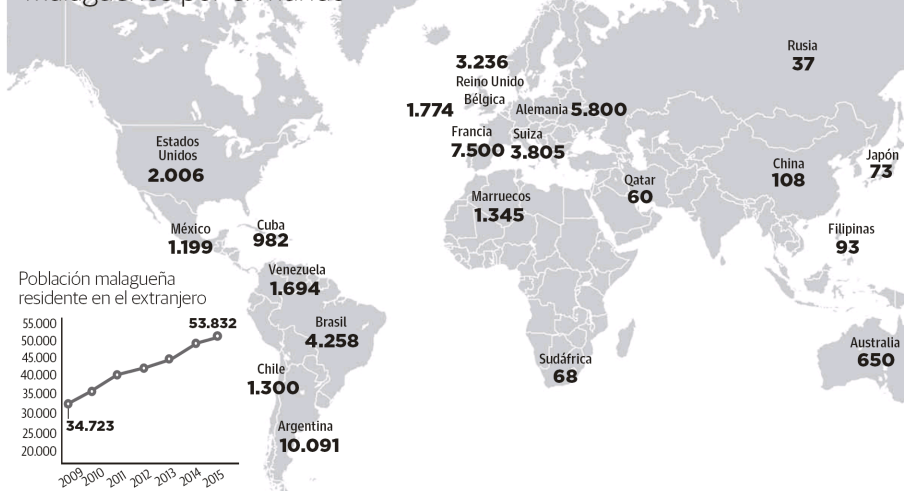 3.236
Reino Unido
Bélgica
1.774
Alemania 5.800
Francia
7.500
Suiza
3.805
Rusia
37
Estados
Unidos
2.006
México
1.199
Cuba
982
Marruecos
1.345
Qatar
60
China
108
Japón
73
Filipinas
93
Venezuela
1.694
Brasil
4.258
Chile
1.300
Argentina
10.091
Sudáfrica
68
Australia
650
Población malagueña
residente en el extranjero
55.000
50.000
45.000
40.000
35.000
30.000
25.000
20.000
53.832
34.723
2009
2010
2011
2012
2013
2014
2015